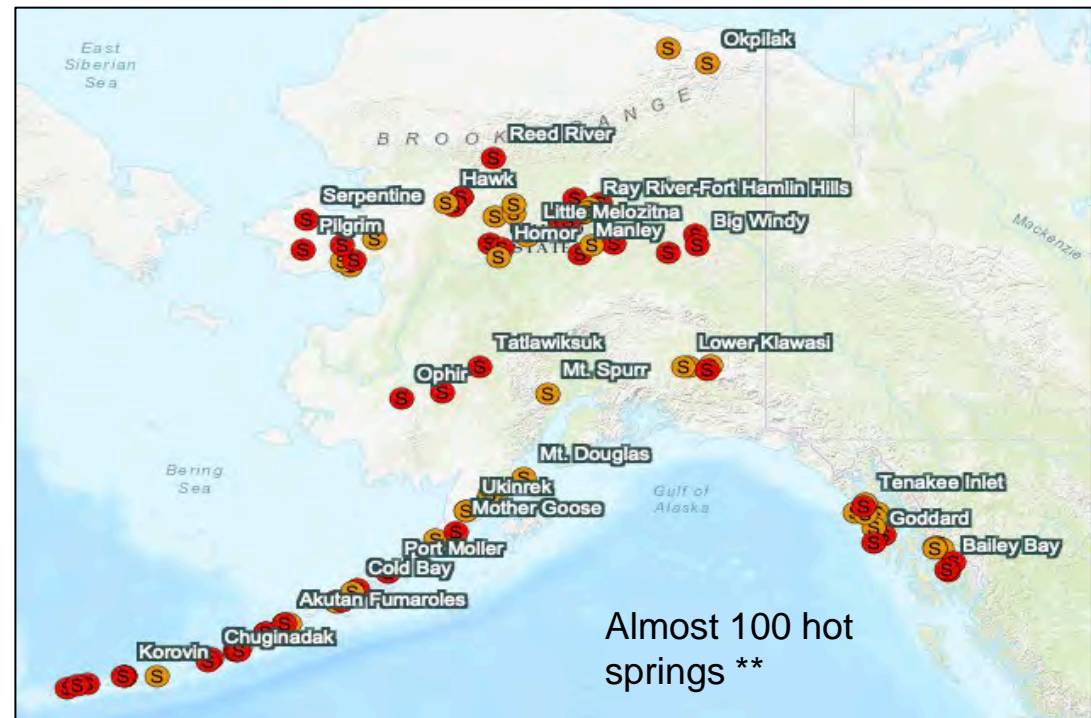 East
Siberian
Sea
Okpilak
BROOK RANGE
Reed River
Hawk
Serpentine
Ray River-Fort Hamlin Hills
Little Melozitna
Pilgrim
Big Windy
Hornor
Manley
STATE
Mackenzie
Tatlawiksuk
Lower Klawasi
Ophir
Mt. Spurr
Mt. Douglas
Bering
Sea
Ukinrek
Gulf of
Alaska
Tenakee Inlet
Mother Goose
Goddard
Port Moller
Bailey Bay
Cold Bay
Akutan Fumaroles
Chuginadak
Korovin
Almost 100 hot
springs **